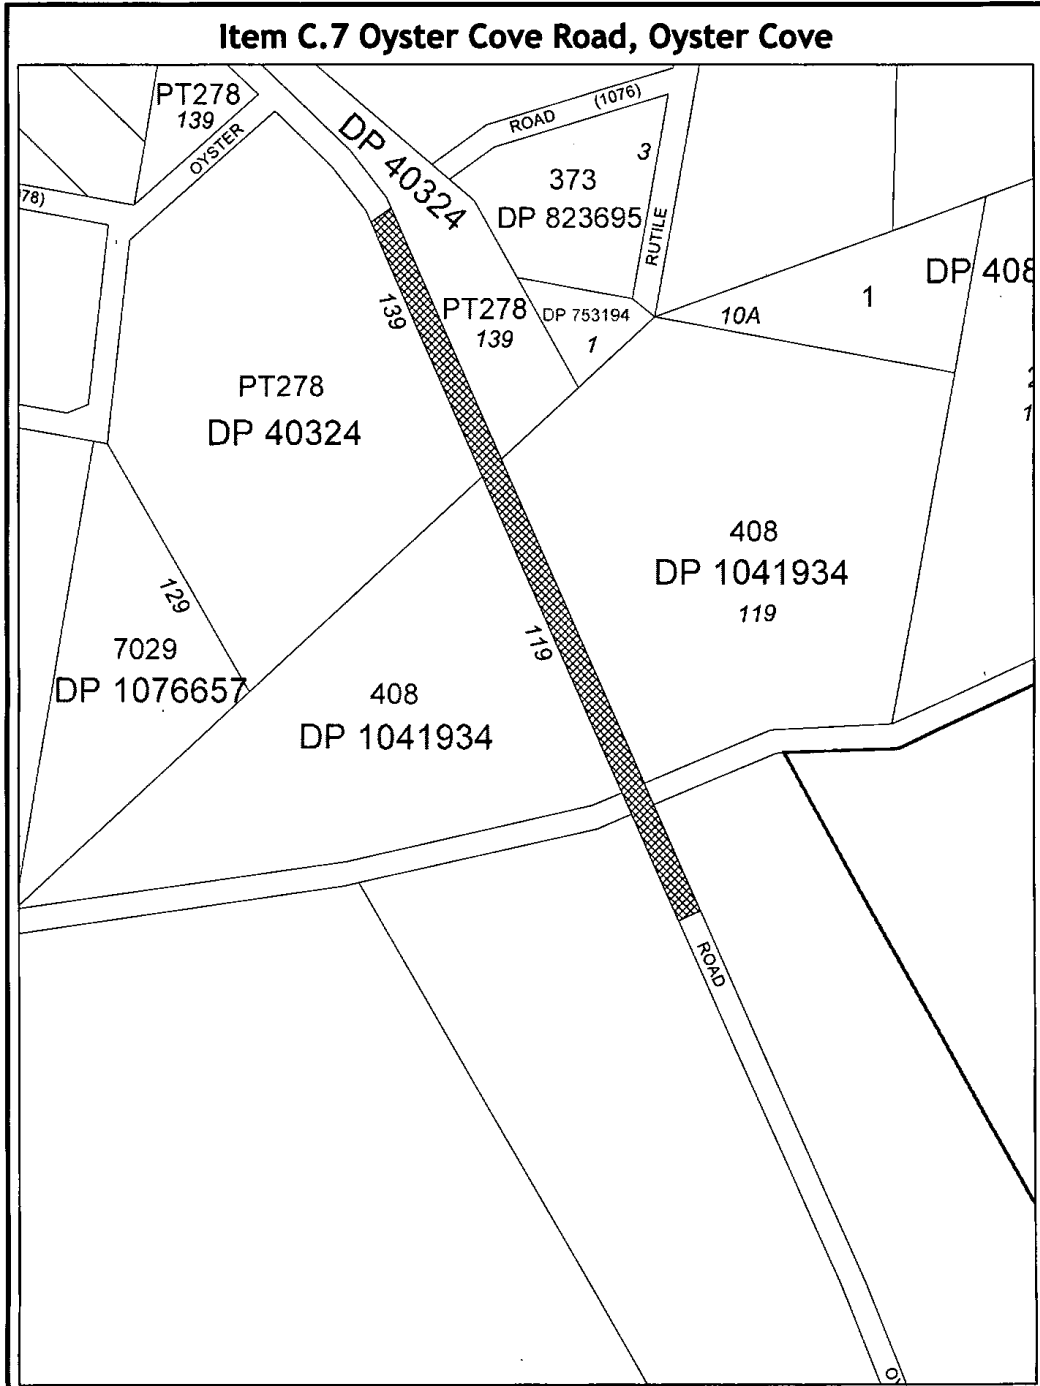 Item C.7 Oyster Cove Road, Oyster Cove
PT278
139
OYSTER
DP 40324
ROAD
(1076)
3
373
DP 823695
RUTILE
78)
139
PT278
139
DP 753194
1
10A
1
DP 408
PT278
DP 40324
408
DP 1041934
119
129
7029
DP 1076657
119
408
DP 1041934
ROAD